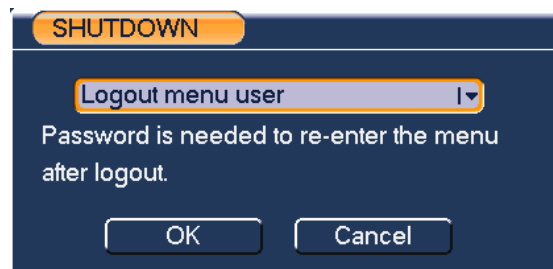 SHUTDOWN
Logout menu user
Password is needed to re-enter the menu
after logout.
OK
Cancel